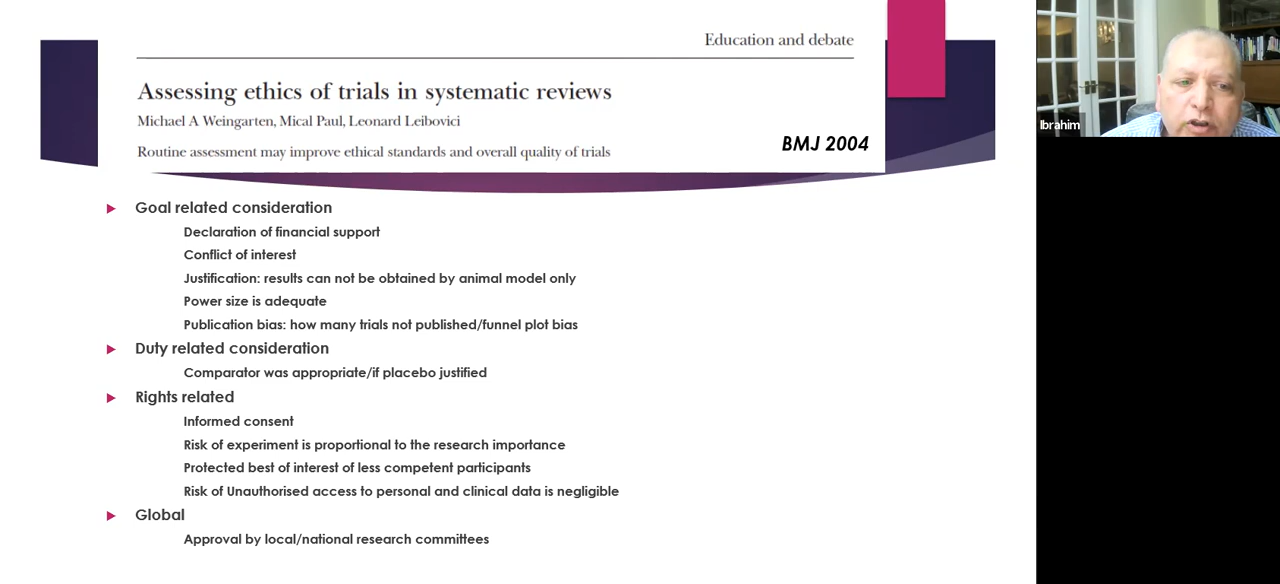 Education and debate
Assessing ethics of trials in systematic reviews
Michael A Weingarten, Mical Paul, Leonard Leibovici
Routine assessment may improve ethical standards and overall quality of trials
BMJ 2004
Ibrahim
Goal related consideration
Declaration of financial support
Conflict of interest
Justification: results can not be obtained by animal model only
Power size is adequate
Publication bias: how many trials not published/funnel plot bias
Duty related consideration
Comparator was appropriate/if placebo justified
Rights related
Informed consent
Risk of experiment is proportional to the research importance
Protected best of interest of less competent participants
Risk of Unauthorised access to personal and clinical data is negligible
Global
Approval by local/national research committees